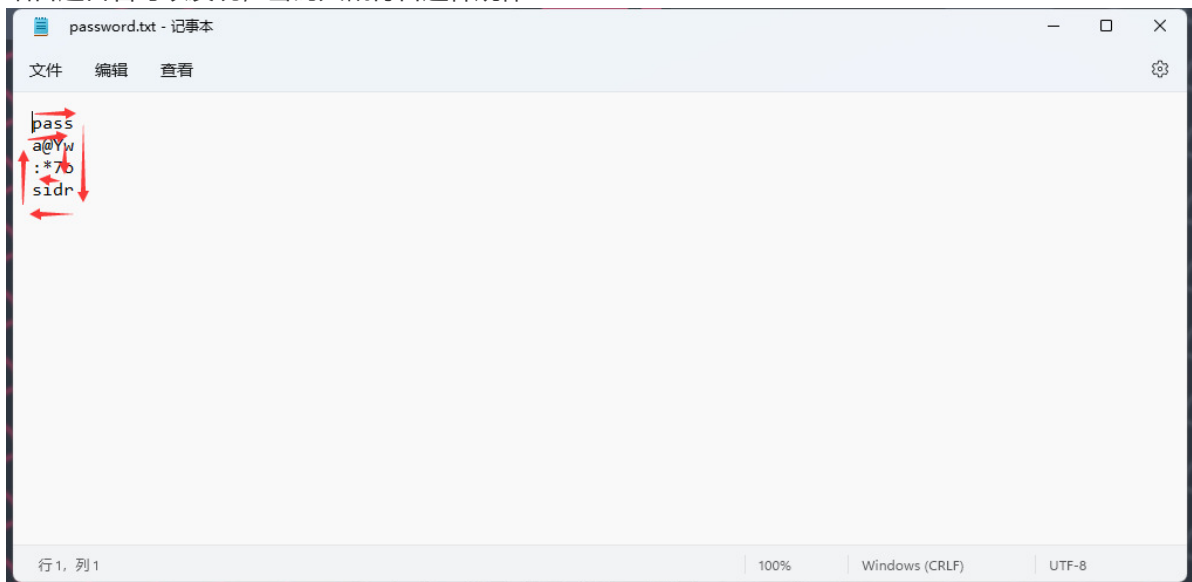 password.txt - 记事本
文件 编辑 查看
pass
a@Yw
:*7o
sidr
行 1, 列 1 100% Windows (CRLF) UTF-8